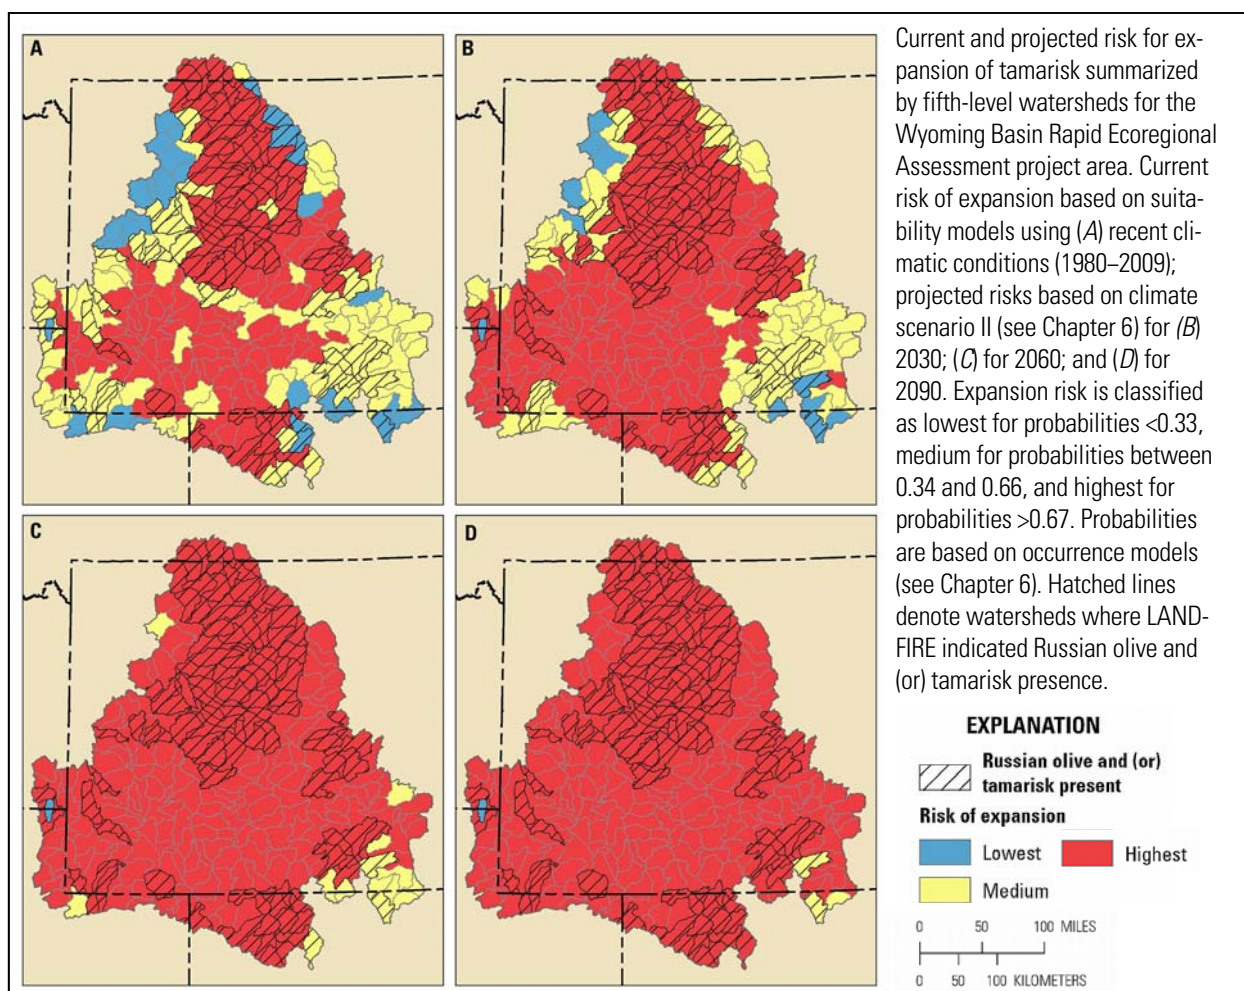 A
B
C
D
Current and projected risk for ex-
pansion of tamarisk summarized
by fifth-level watersheds for the
Wyoming Basin Rapid Ecoregional
Assessment project area. Current
risk of expansion based on suita-
bility models using (A) recent cli-
matic conditions (1980–2009);
projected risks based on climate
scenario II (see Chapter 6) for (B)
2030; (C) for 2060; and (D) for
2090. Expansion risk is classified
as lowest for probabilities <0.33,
medium for probabilities between
0.34 and 0.66, and highest for
probabilities >0.67. Probabilities
are based on occurrence models
(see Chapter 6). Hatched lines
denote watersheds where LAND-
FIRE indicated Russian olive and
(or) tamarisk presence.
EXPLANATION
Russian olive and (or)
tamarisk present
Risk of expansion
Lowest
Highest
Medium
0 50 100 MILES
0 50 100 KILOMETERS